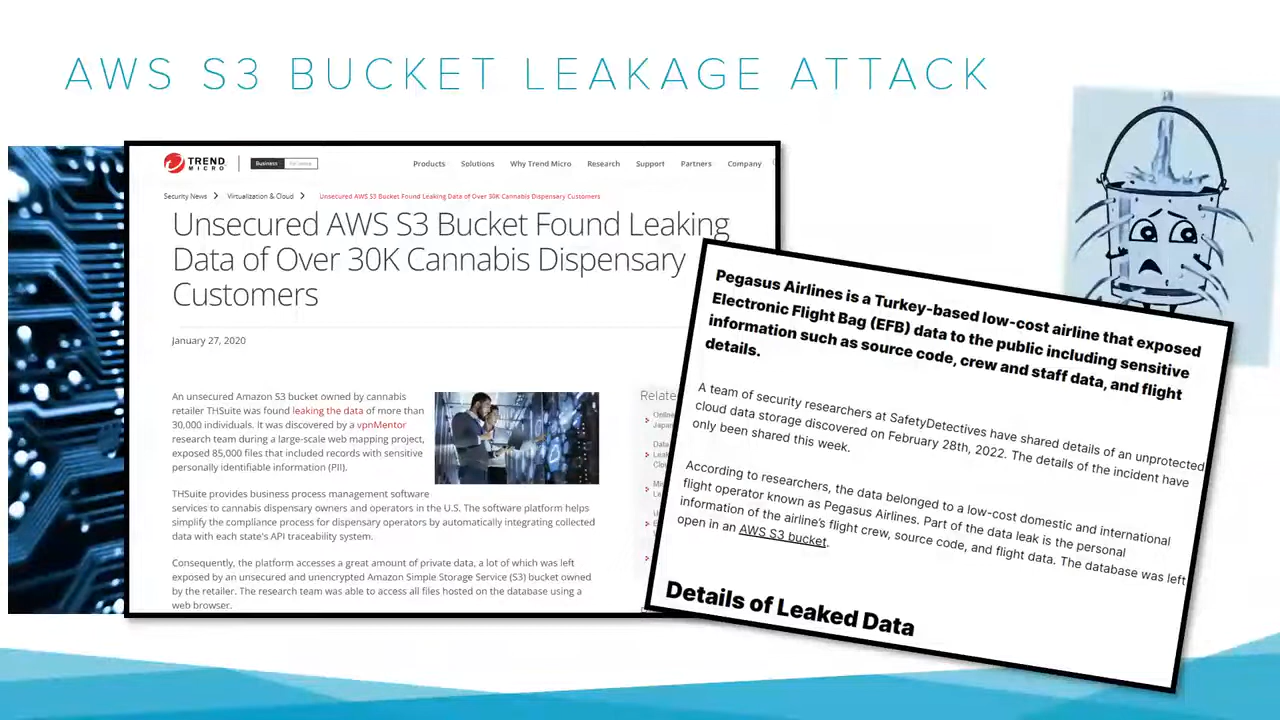 AWS S3 BUCKET LEAKAGE ATTACK
TREND MICRO
Business
Products Solutions Why Trend Micro Research Support Partners Company
Security News > Virtualization & Cloud > Unsecured AWS S3 Bucket Found Leaking Data of Over 30K Cannabis Dispensary Customers
Unsecured AWS S3 Bucket Found Leaking
Data of Over 30K Cannabis Dispensary
Customers
January 27, 2020
An unsecured Amazon S3 bucket owned by cannabis
retailer THSuite was found leaking the data of more than
30,000 individuals. It was discovered by a vpnMentor
research team during a large-scale web mapping project,
exposed 85,000 files that included records with sensitive
personally identifiable information (PII).
THSuite provides business process management software
services to cannabis dispensary owners and operators in the U.S. The software platform helps
simplify the compliance process for dispensary operators by automatically integrating collected
data with each state's API traceability system.
Consequently, the platform accesses a great amount of private data, a lot of which was left
exposed by an unsecured and unencrypted Amazon Simple Storage Service (S3) bucket owned
by the retailer. The research team was able to access all files hosted on the database using a
web browser.
Relate
Data
Pegasus Airlines is a Turkey-based low-cost airline that exposed
Electronic Flight Bag (EFB) data to the public including sensitive
information such as source code, crew and staff data, and flight
details.
A team of security researchers at SafetyDetectives have shared details of an unprotected
cloud data storage discovered on February 28th, 2022. The details of the incident have
only been shared this week.
According to researchers, the data belonged to a low-cost domestic and international
flight operator known as Pegasus Airlines. Part of the data leak is the personal
information of the airline's flight crew, source code, and flight data. The database was left
open in an AWS S3 bucket.
Details of Leaked Data